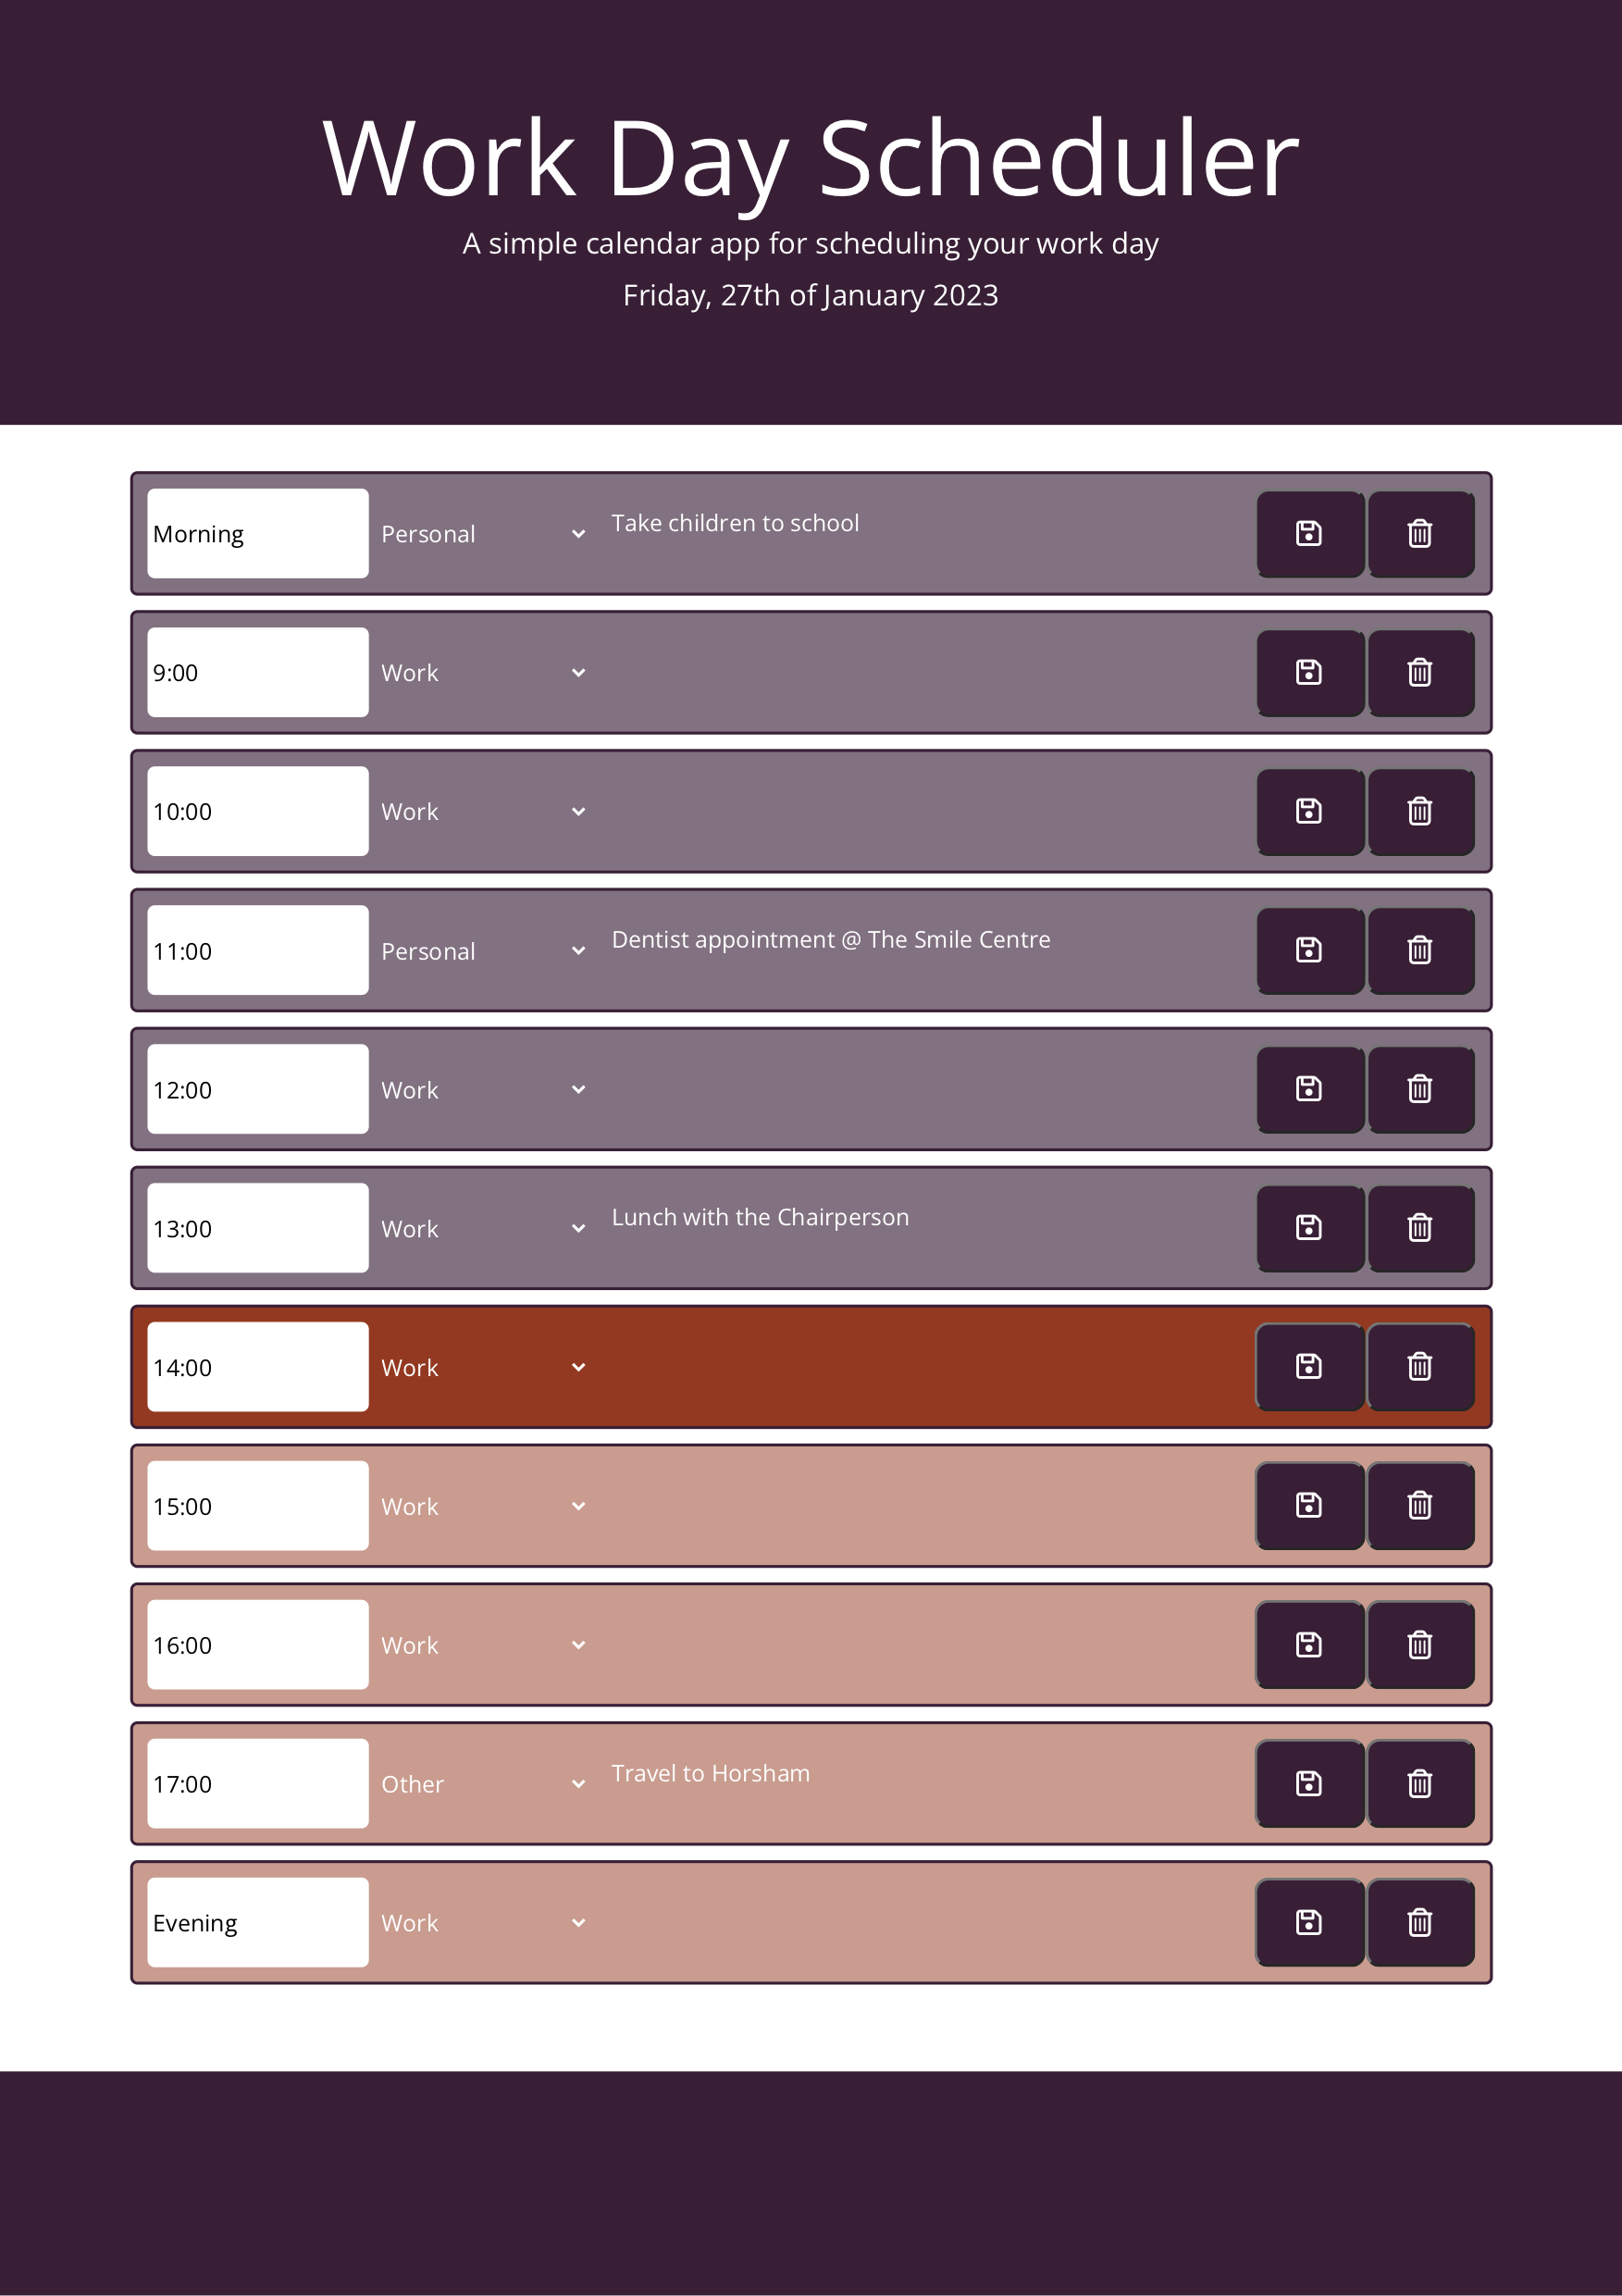 Work Day Scheduler
A simple calendar app for scheduling your work day
Friday, 27th of January 2023
Morning Personal Take children to school
9:00 Work
10:00 Work
11:00 Personal Dentist appointment @ The Smile Centre
12:00 Work
13:00 Work Lunch with the Chairperson
14:00 Work
15:00 Work
16:00 Work
17:00 Other Travel to Horsham
Evening Work